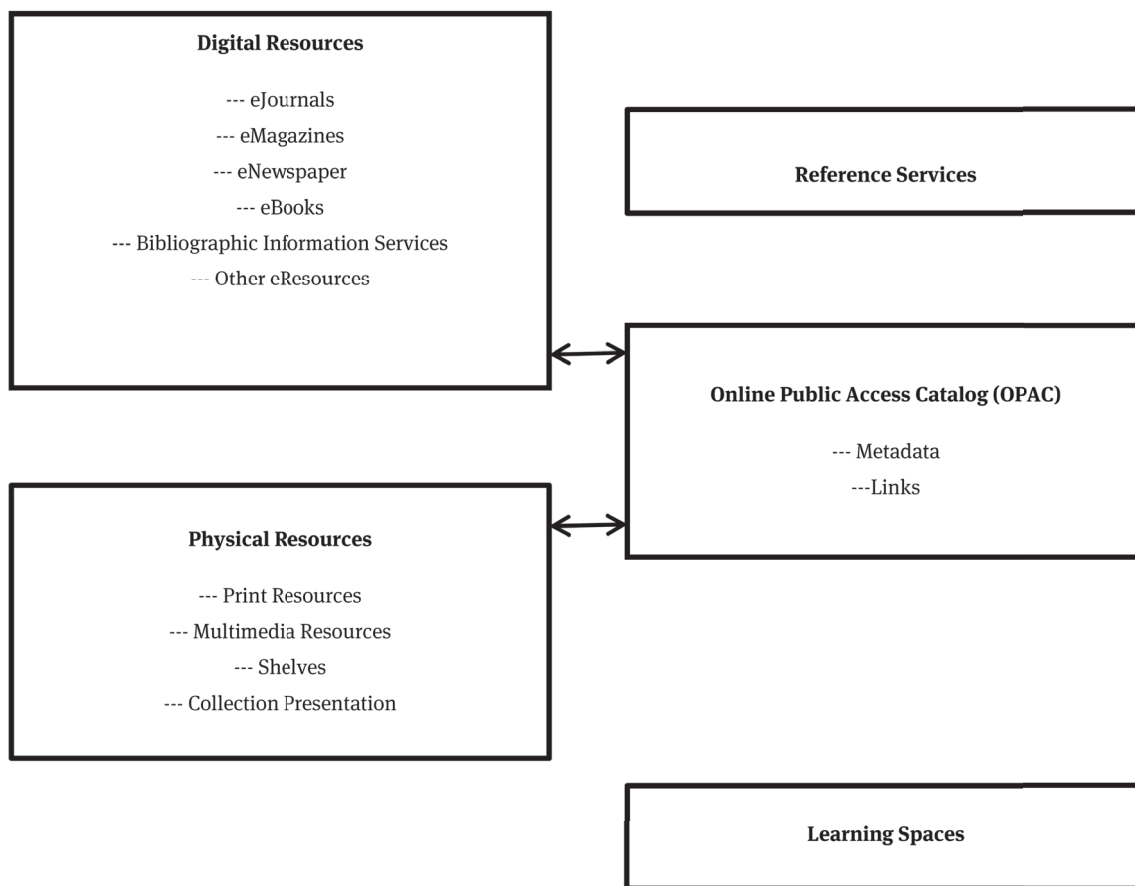 Digital Resources
--- eJournals
--- eMagazines
--- eNewspaper
--- eBooks
--- Bibliographic Information Services
--- Other eResources
Reference Services
Online Public Access Catalog (OPAC)
--- Metadata
---Links
Physical Resources
--- Print Resources
--- Multimedia Resources
--- Shelves
--- Collection Presentation
Learning Spaces